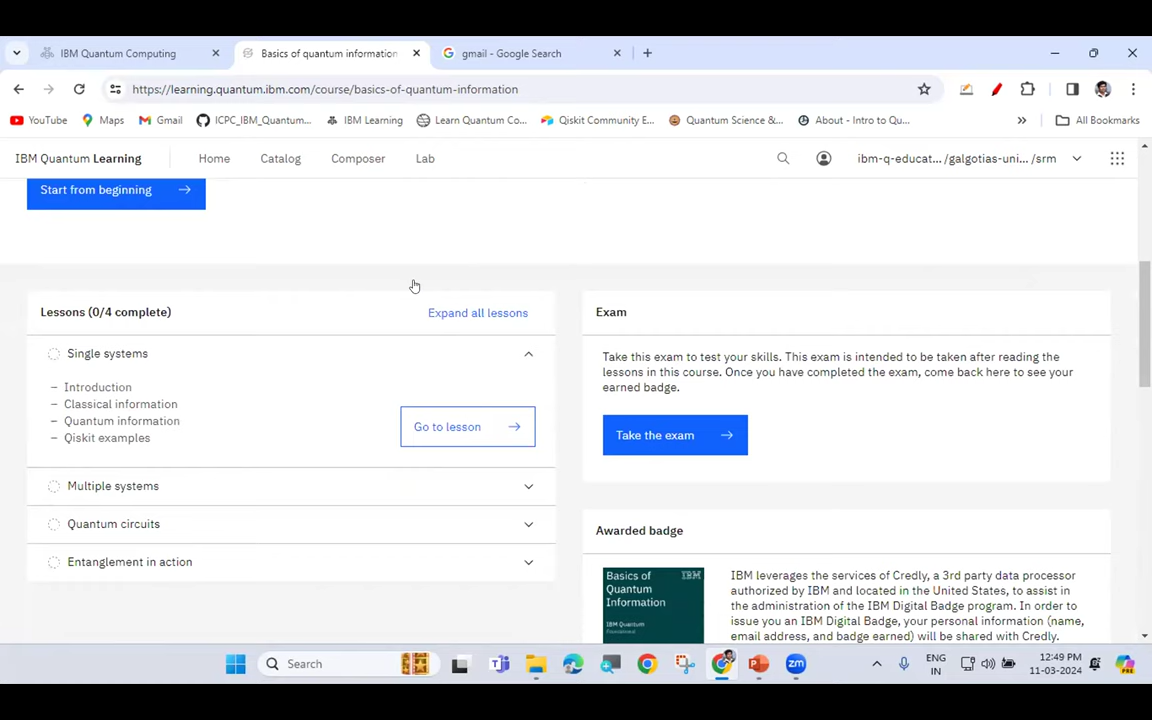 IBM Quantum Computing
Basics of quantum information
gmail - Google Search
https://learning.quantum.ibm.com/course/basics-of-quantum-information
YouTube
Maps
Gmail
ICPC_IBM_Quantum...
IBM Learning
Learn Quantum Co...
Qiskit Community E...
Quantum Science &...
About - Intro to Qu...
All Bookmarks
IBM Quantum Learning
Home
Catalog
Composer
Lab
ibm-q-educat... /galgotias-uni... /srm
Start from beginning
Lessons (0/4 complete)
Expand all lessons
Single systems
– Introduction
– Classical information
– Quantum information
– Qiskit examples
Go to lesson
Multiple systems
Quantum circuits
Entanglement in action
Exam
Take this exam to test your skills. This exam is intended to be taken after reading the
lessons in this course. Once you have completed the exam, come back here to see your
earned badge.
Take the exam
Awarded badge
Basics of
Quantum
Information
IBM
IBM Quantum
IBM leverages the services of Credly, a 3rd party data processor
authorized by IBM and located in the United States, to assist in
the administration of the IBM Digital Badge program. In order to
issue you an IBM Digital Badge, your personal information (name,
email address, and badge earned) will be shared with Credly.
Search
zm
ENG
IN
12:49 PM
11-03-2024
PRE